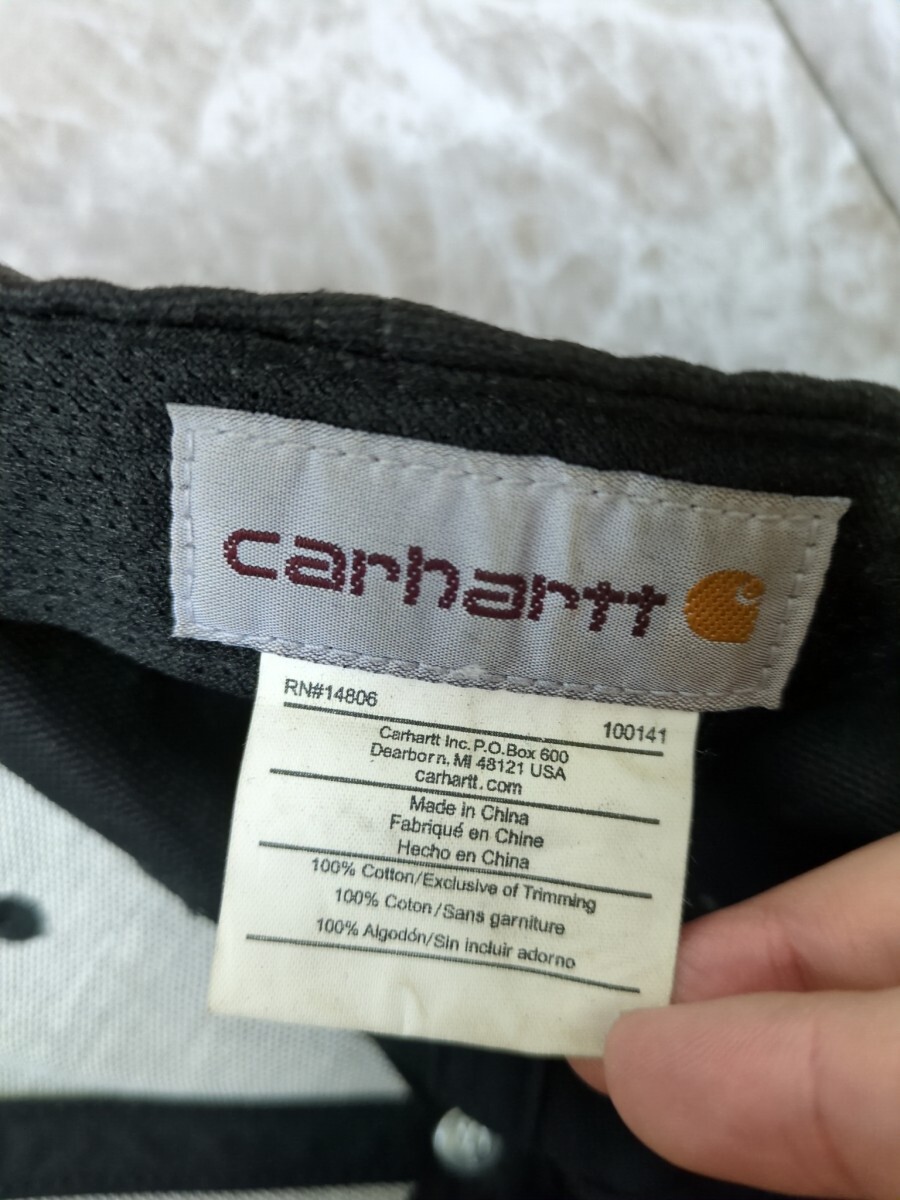 carhartt
RN#14806
100141
Carhartt Inc. P.O.Box 600
Dearborn, MI 48121 USA
carhartt.com
Made in China
Fabriqué en Chine
Hecho en China
100% Cotton/Exclusive of Trimming
100% Coton/Sans garniture
100% Algodón/Sin incluir adorno